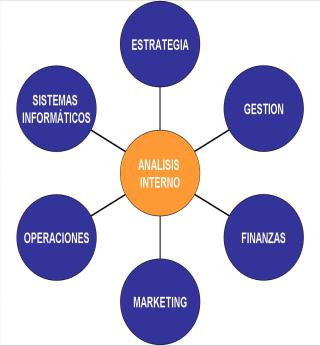 ESTRATEGIA
SISTEMAS
INFORMÁTICOS
GESTION
ANALISIS
INTERNO
OPERACIONES
FINANZAS
MARKETING